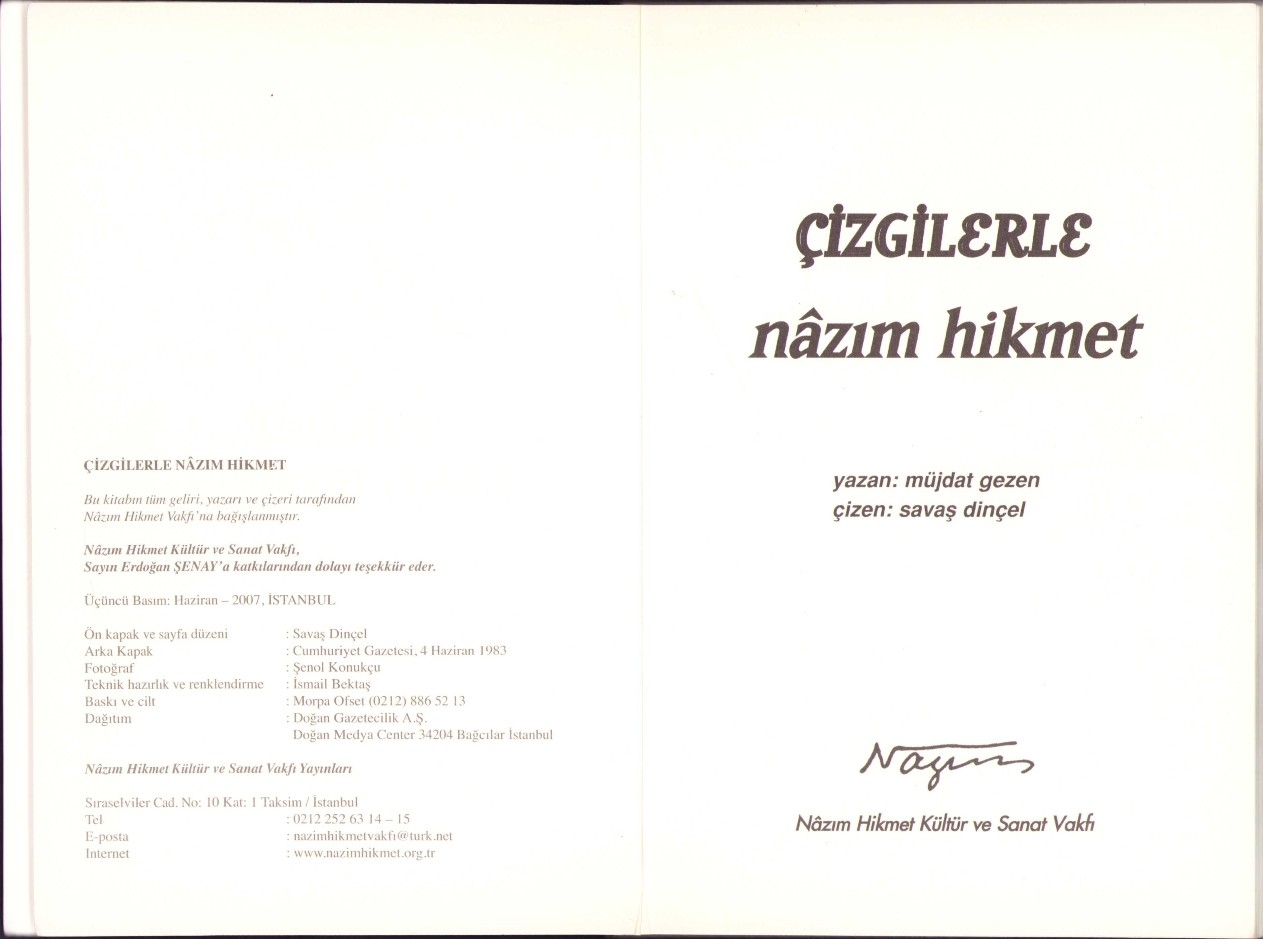 ÇİZGİLERLE NÂZIM HİKMET
Bu kitabın tüm geliri, yazarı ve çizeri tarafından
Nâzım Hikmet Vakfı'na bağışlanmıştır.
Nâzım Hikmet Kültür ve Sanat Vakfı,
Sayın Erdoğan ŞENAY'a katkılarından dolayı teşekkür eder.
Üçüncü Basım: Haziran – 2007, İSTANBUL
Ön kapak ve sayfa düzeni : Savaş Dinçel
Arka Kapak : Cumhuriyet Gazetesi, 4 Haziran 1983
Fotoğraf : Şenol Konukçu
Teknik hazırlık ve renklendirme : İsmail Bektaş
Baskı ve cilt : Morpa Ofset (0212) 886 52 13
Dağıtım : Doğan Gazetecilik A.Ş.
Doğan Medya Center 34204 Bağcılar İstanbul
Nâzım Hikmet Kültür ve Sanat Vakfı Yayınları
Sıraselviler Cad. No: 10 Kat: 1 Taksim / İstanbul
Tel : 0212 252 63 14 – 15
E-posta : nazimhikmetvakfi@turk.net
Internet : www.nazimhikmet.org.tr
ÇİZGİLERLE
nâzım hikmet
yazan: müjdat gezen
çizen: savaş dinçel
Nazım
Nâzım Hikmet Kültür ve Sanat Vakfı